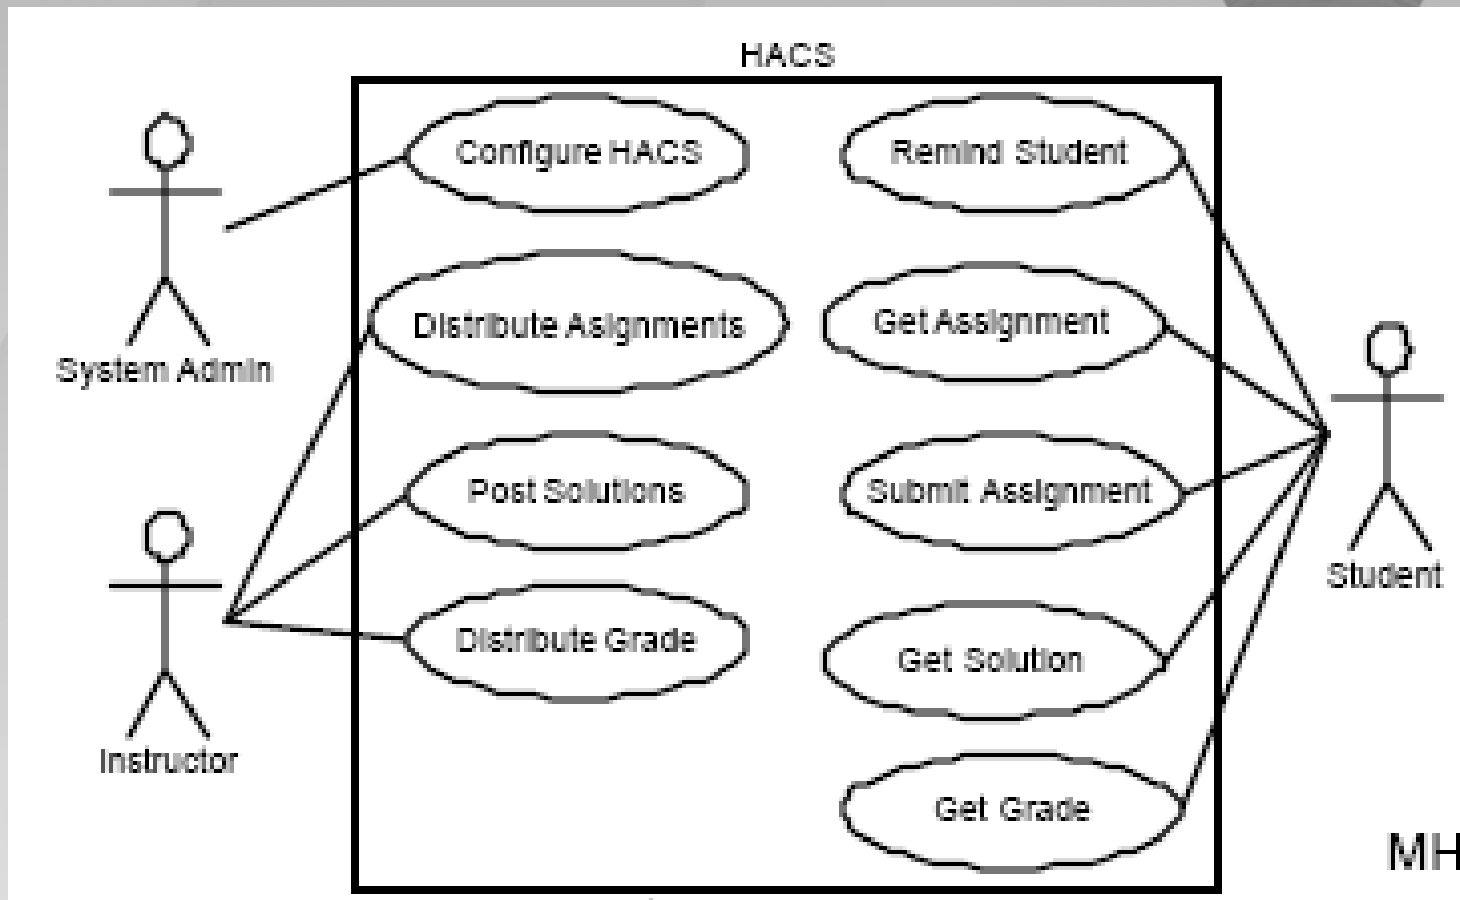 HACS
Configure HACS
Remind Student
Distribute Asignments
Get Assignment
System Admin
Post Solutions
Submit Assignment
Student
Distribute Grade
Get Solution
Instructor
Get Grade
MH